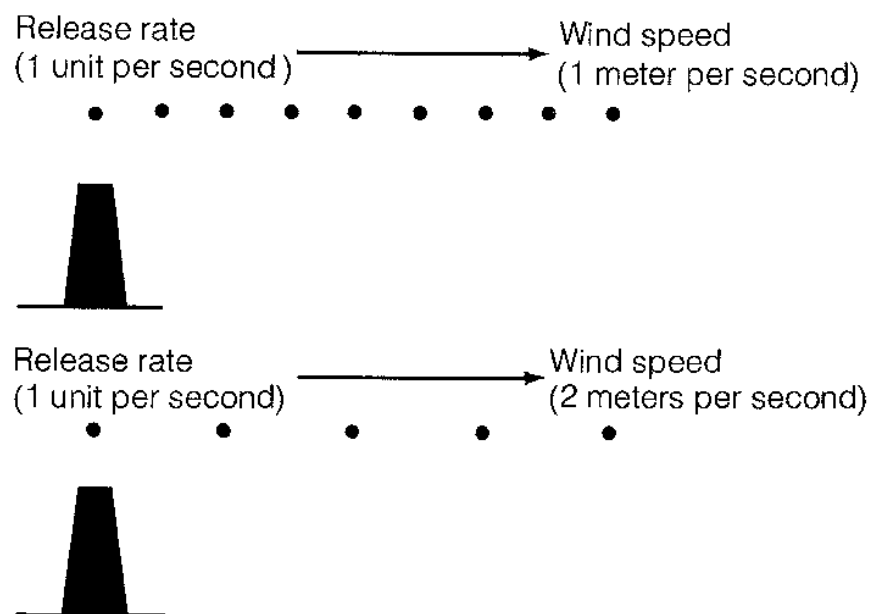 Release rate
(1 unit per second)
Wind speed
(1 meter per second)
Release rate
(1 unit per second)
Wind speed
(2 meters per second)